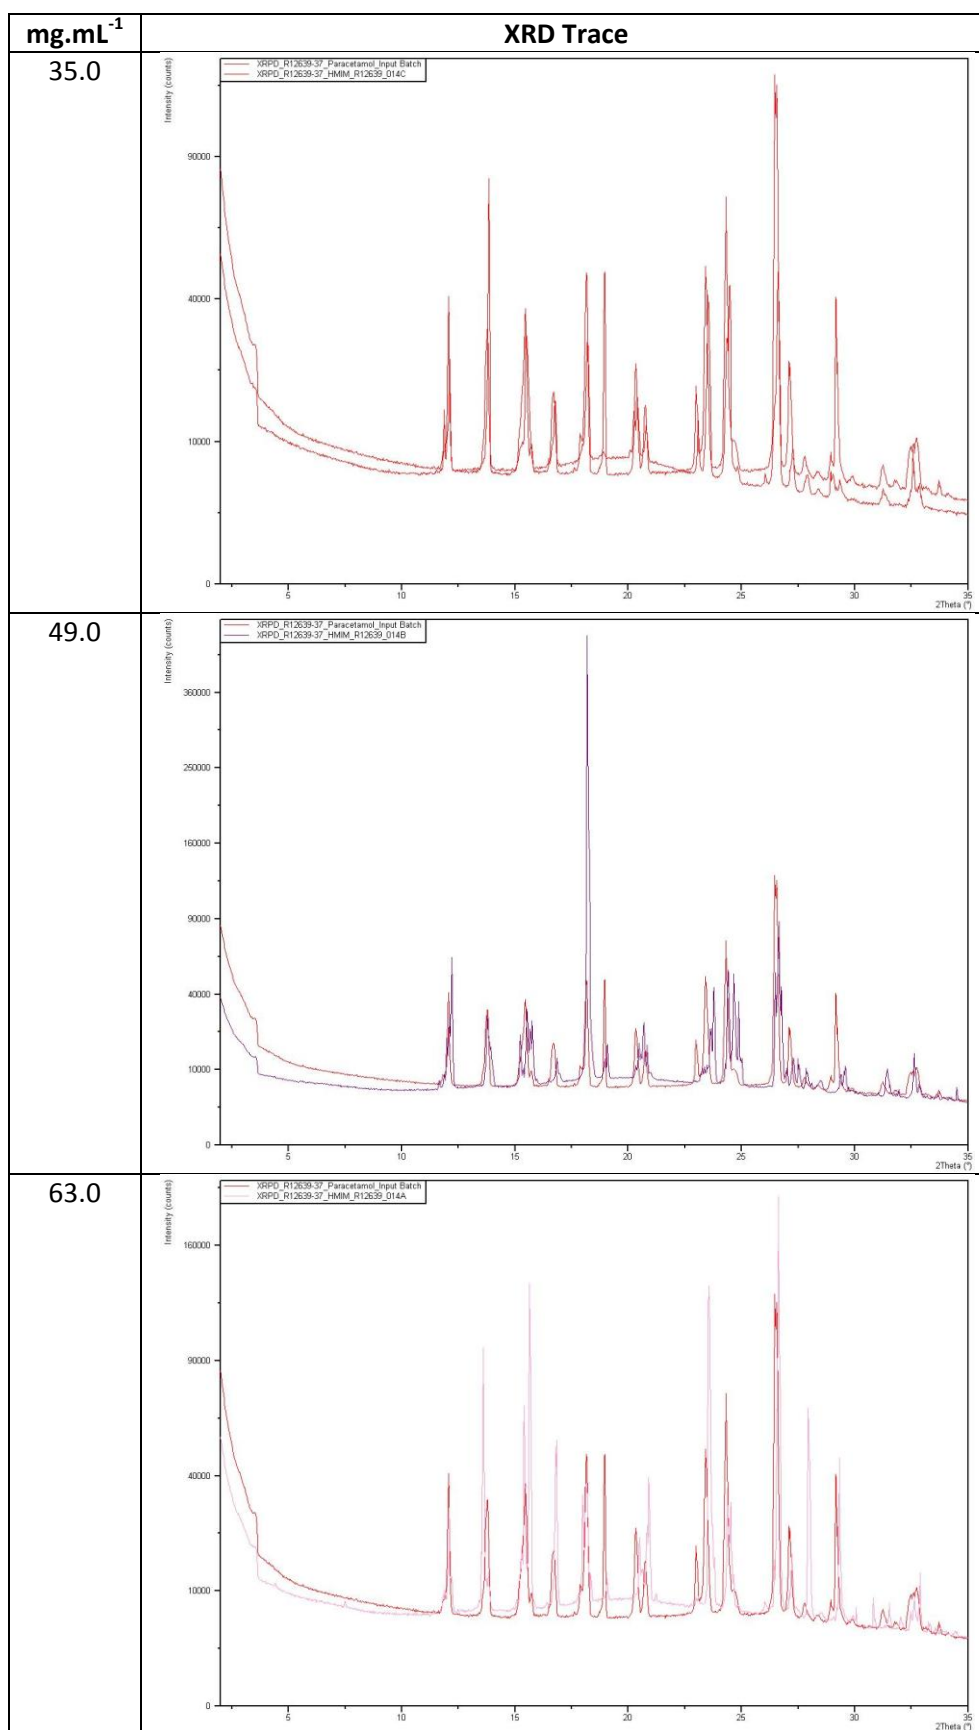 mg.mL-1 XRD Trace
35.0
Intensity (counts)
XRPD_R12639-37_Paracetamol_Input Batch
XRPD_R12639-37_HMIM_R12639_014C
90000
40000
10000
0
5 10 15 20 25 30 35
2Theta (°)
49.0
Intensity (counts)
XRPD_R12639-37_Paracetamol_Input Batch
XRPD_R12639-37_HMIM_R12639_014B
360000
250000
160000
90000
40000
10000
0
5 10 15 20 25 30 35
2Theta (°)
63.0
Intensity (counts)
XRPD_R12639-37_Paracetamol_Input Batch
XRPD_R12639-37_HMIM_R12639_014A
160000
90000
40000
10000
0
5 10 15 20 25 30 35
2Theta (°)